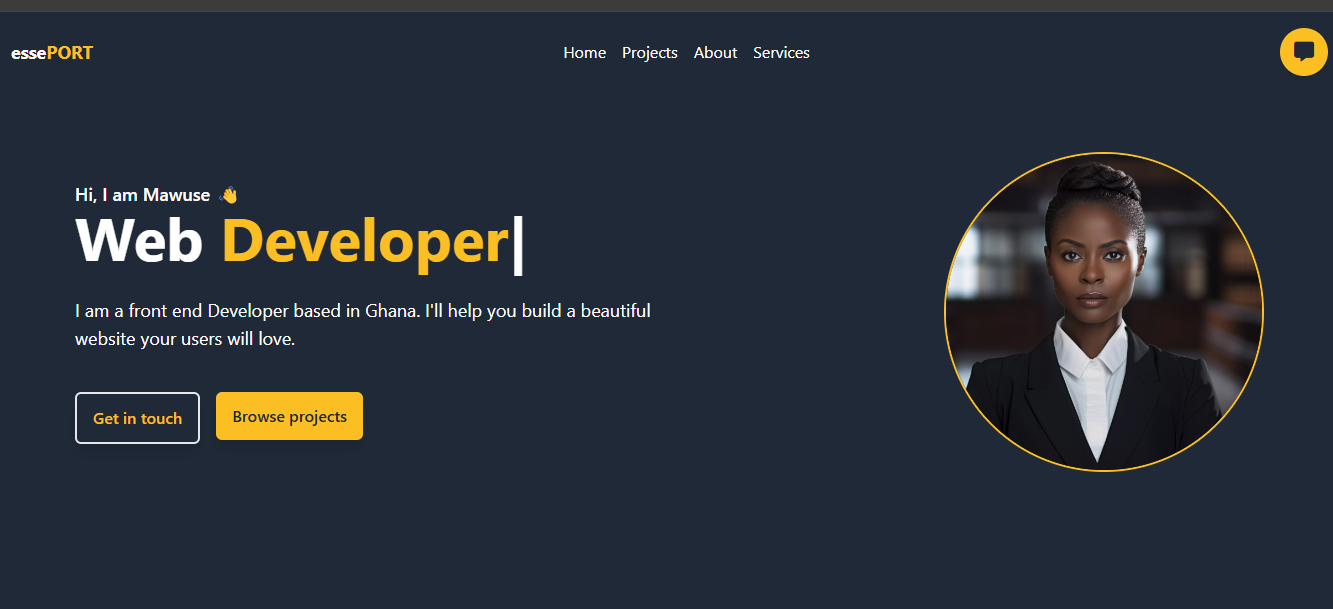 essePORT
Home Projects About Services
Hi, I am Mawuse 👋
Web Developer|
I am a front end Developer based in Ghana. I'll help you build a beautiful
website your users will love.
Get in touch
Browse projects